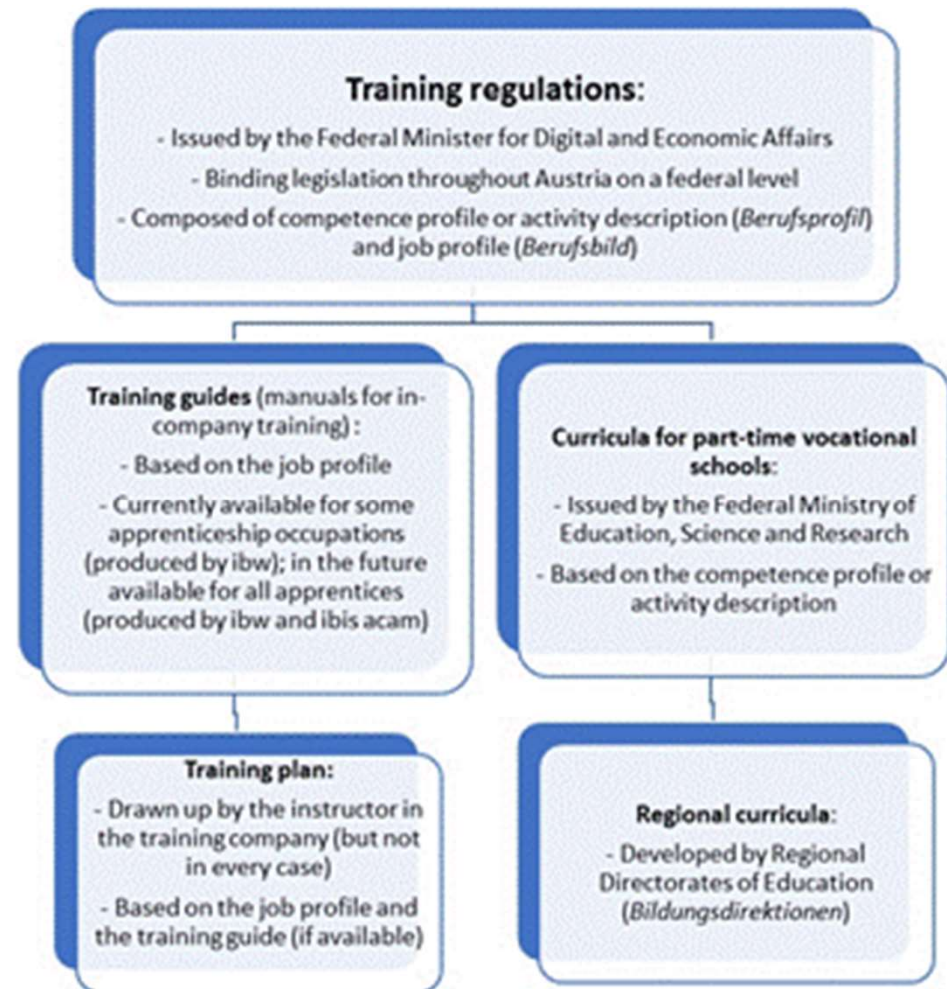 Training regulations:
- Issued by the Federal Minister for Digital and Economic Affairs
- Binding legislation throughout Austria on a federal level
- Composed of competence profile or activity description (Berufsprofil)
and job profile (Berufsbild)
Training guides (manuals for in-
company training) :
- Based on the job profile
- Currently available for some
apprenticeship occupations
(produced by ibw); in the future
available for all apprentices
(produced by ibw and ibis acam)
Training plan:
- Drawn up by the instructor in
the training company (but not
in every case)
- Based on the job profile and
the training guide (if available)
Curricula for part-time vocational
schools:
- Issued by the Federal Ministry of
Education, Science and Research
- Based on the competence profile or
activity description
Regional curricula:
- Developed by Regional
Directorates of Education
(Bildungsdirektionen)